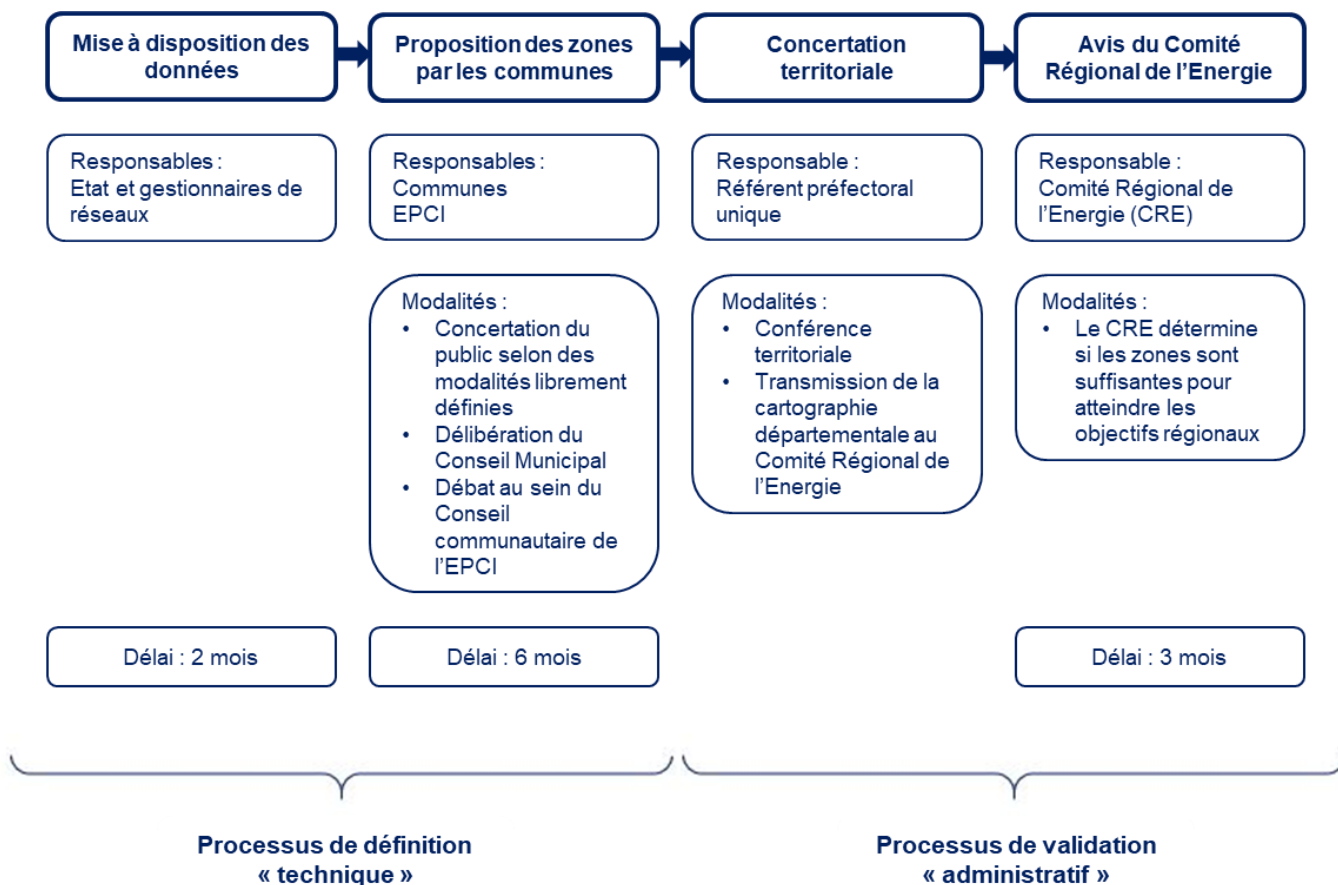 Mise à disposition des
données
Proposition des zones
par les communes
Concertation
territoriale
Avis du Comité
Régional de l'Energie
Responsables :
Etat et gestionnaires de
réseaux
Responsables :
Communes
EPCI
Responsable :
Référent préfectoral
unique
Responsable :
Comité Régional de
l'Energie (CRE)
Modalités :
• Concertation du
public selon des
modalités librement
définies
• Délibération du
Conseil Municipal
• Débat au sein du
Conseil
communautaire de
l'EPCI
Modalités :
• Conférence
territoriale
• Transmission de la
cartographie
départementale au
Comité Régional de
l'Energie
Modalités :
• Le CRE détermine
si les zones sont
suffisantes pour
atteindre les
objectifs régionaux
Délai : 2 mois
Délai : 6 mois
Délai : 3 mois
Processus de définition
« technique »
Processus de validation
« administratif »